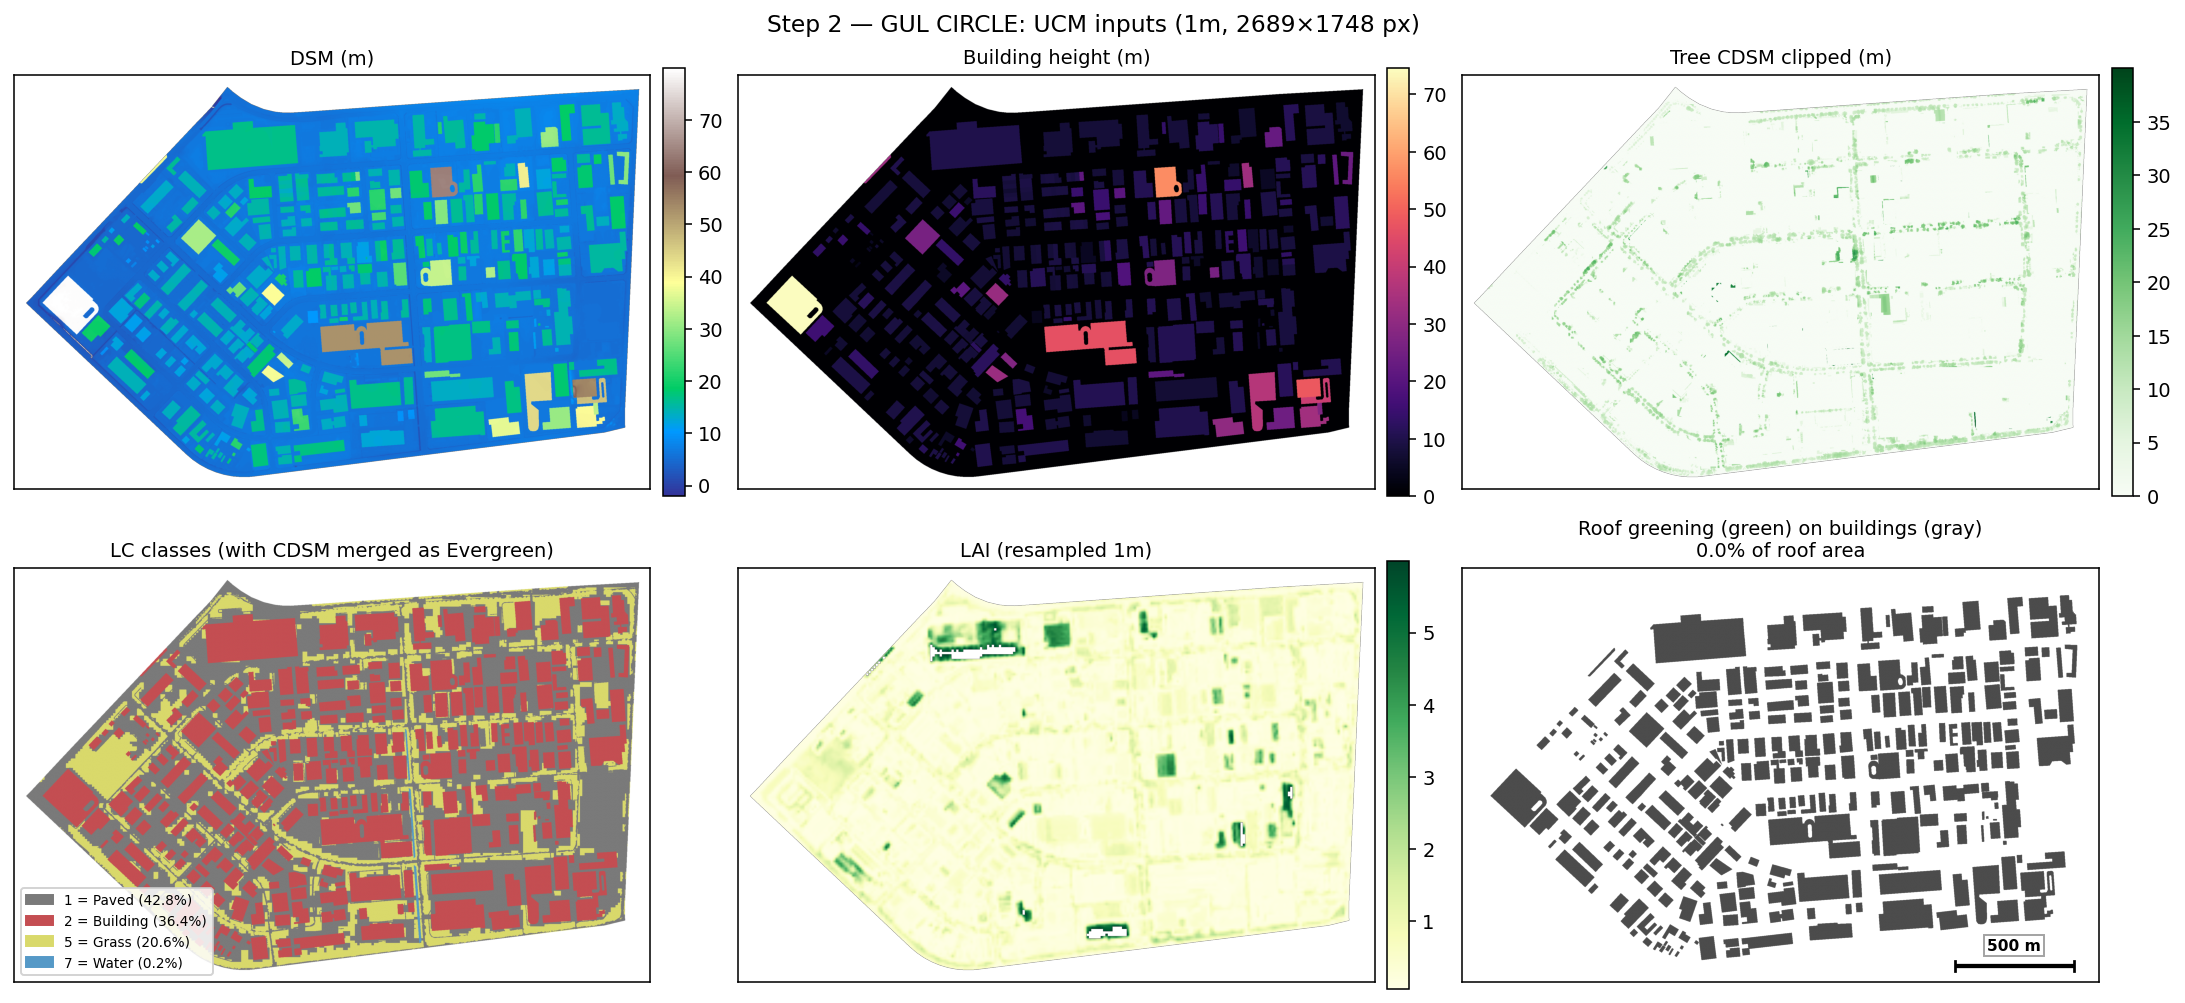 Step 2 — GUL CIRCLE: UCM inputs (1m, 2689×1748 px)
DSM (m)
70
60
50
40
30
20
10
0
Building height (m)
70
60
50
40
30
20
10
0
Tree CDSM clipped (m)
35
30
25
20
15
10
5
0
LC classes (with CDSM merged as Evergreen)
1 = Paved (42.8%)
2 = Building (36.4%)
5 = Grass (20.6%)
7 = Water (0.2%)
LAI (resampled 1m)
5
4
3
2
1
Roof greening (green) on buildings (gray)
0.0% of roof area
500 m